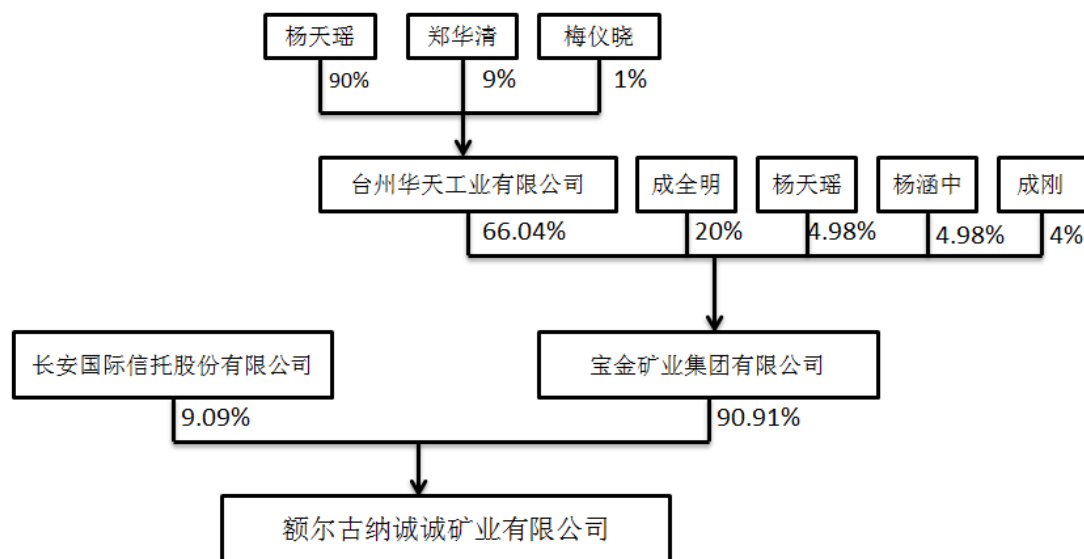 杨天瑶 郑华清 梅仪晓
90% 9% 1%
台州华天工业有限公司 成全明 杨天瑶 杨涵中 成刚
66.04% 20% 4.98% 4.98% 4%
长安国际信托股份有限公司 宝金矿业集团有限公司
9.09% 90.91%
额尔古纳诚诚矿业有限公司